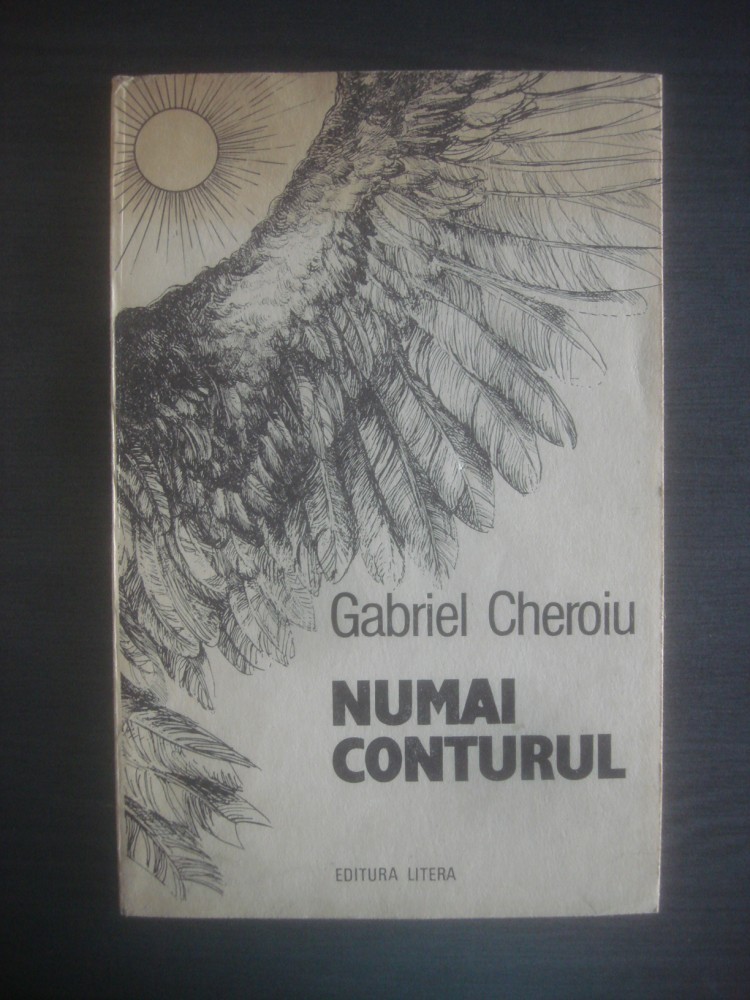 Gabriel Cheroiu
NUMAI
CONTURUL
EDITURA LITERA